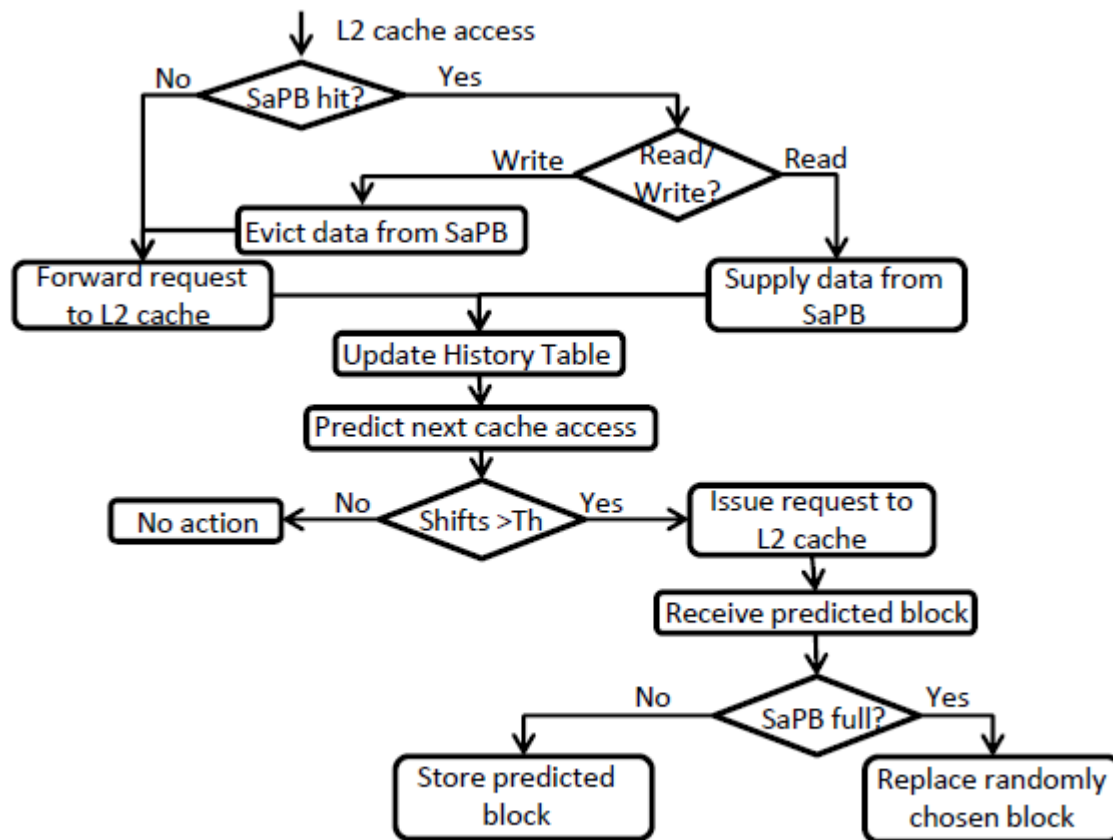 L2 cache access
No
Yes
SaPB hit?
Write
Read/
Write?
Read
Evict data from SaPB
Forward request
to L2 cache
Supply data from
SaPB
Update History Table
Predict next cache access
No
Yes
Shifts >Th
No action
Issue request to
L2 cache
Receive predicted block
No
Yes
SaPB full?
Store predicted
block
Replace randomly
chosen block